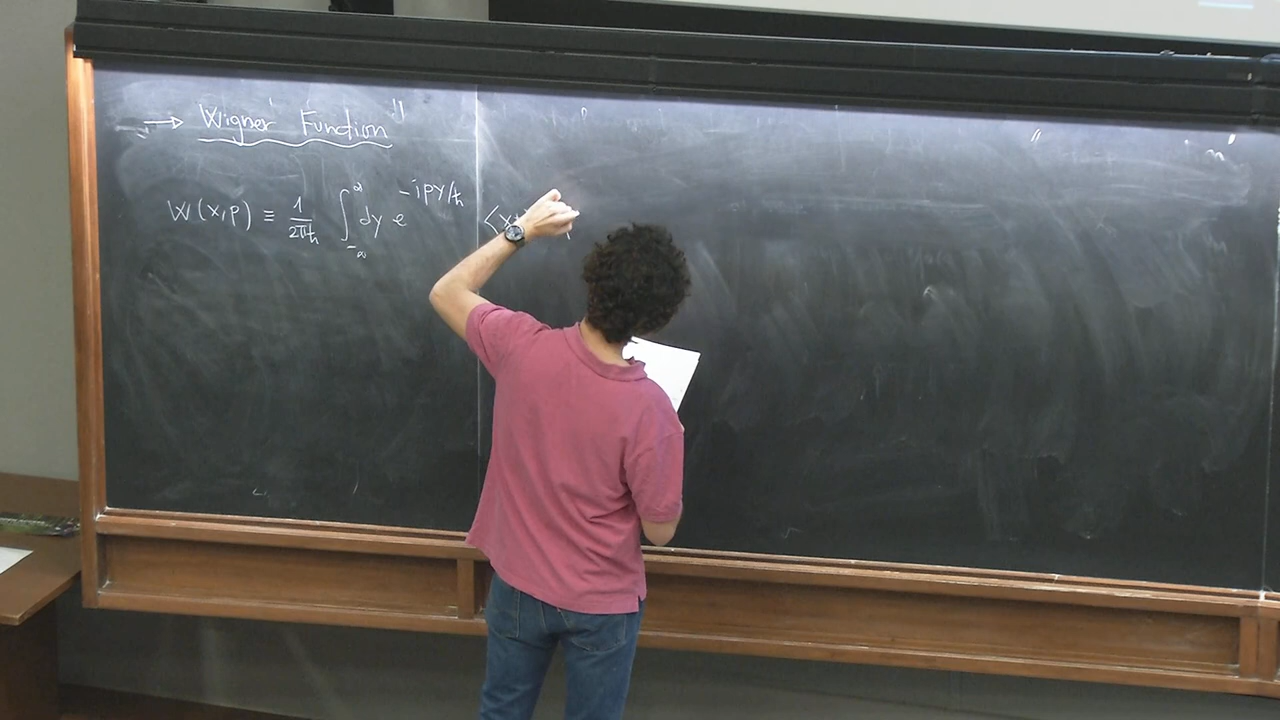 → "Wigner Function"
W(x,p) ≡ 1/2πħ ∫_{-∞}^{∞} dy e^{-ipy/ħ} ⟨x+